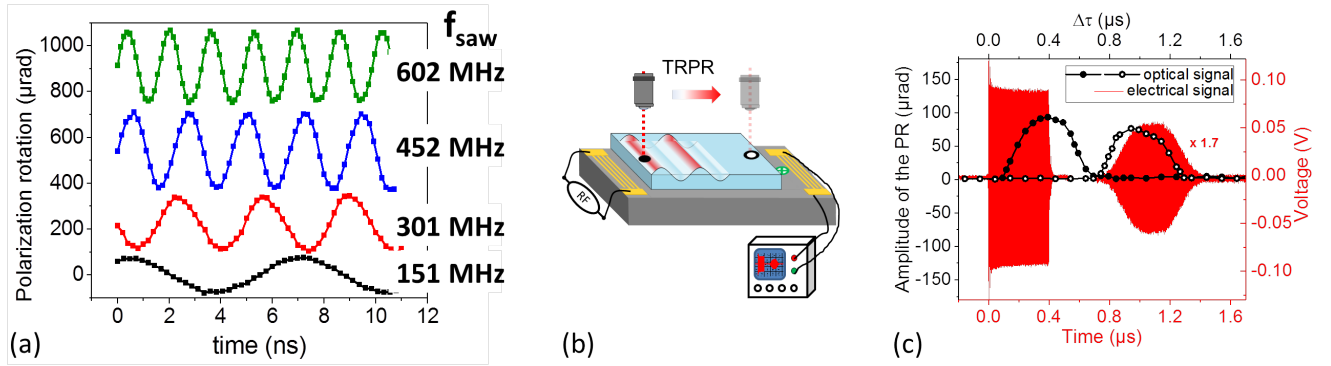 f_saw
1000
800
600
400
200
0
Polarization rotation (μrad)
602 MHz
452 MHz
301 MHz
151 MHz
0 2 4 6 8 10 12
time (ns)
(a)
TRPR
RF
(b)
Δτ (μs)
0.0 0.4 0.8 1.2 1.6
150
100
50
0
-50
-100
-150
Amplitude of the PR (μrad)
optical signal
electrical signal
x 1.7
0.10
0.05
0.00
-0.05
-0.10
Voltage (V)
0.0 0.4 0.8 1.2 1.6
Time (μs)
(c)